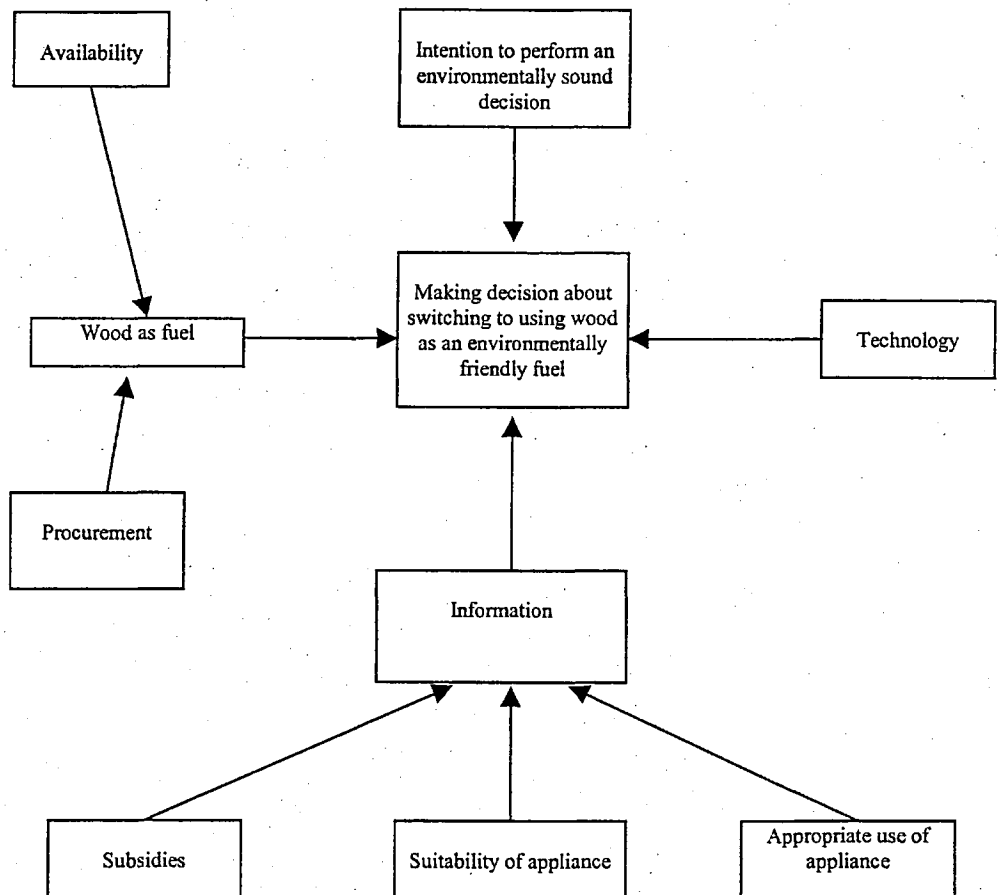 Availability
Intention to perform an
environmentally sound
decision
Making decision about
switching to using wood
as an environmentally
friendly fuel
Wood as fuel
Technology
Procurement
Information
Subsidies
Suitability of appliance
Appropriate use of
appliance